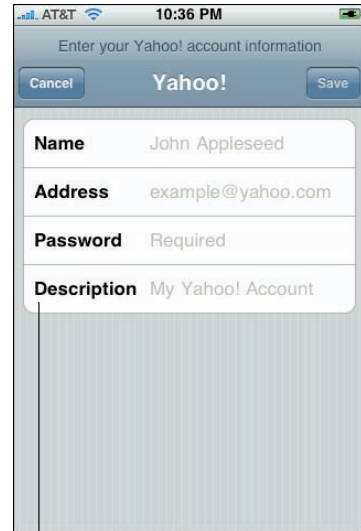 AT&T 10:36 PM
Enter your Yahoo! account information
Cancel Yahoo! Save
Name John Appleseed
Address example@yahoo.com
Password Required
Description My Yahoo! Account